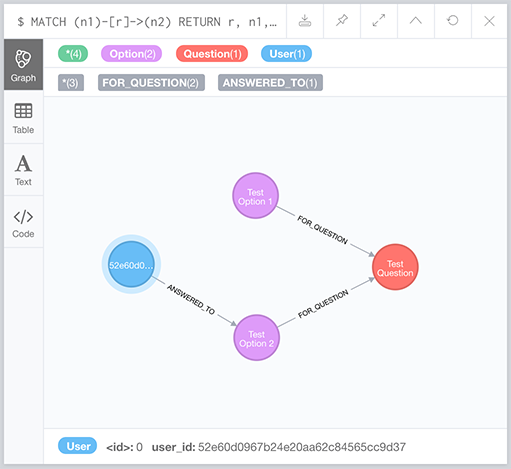 $ MATCH (n1)-[r]->(n2) RETURN r, n1,…
*(4) Option(2) Question(1) User(1)
*(3) FOR_QUESTION(2) ANSWERED_TO(1)
Graph
Table
Text
Code
Test
Option 1
FOR_QUESTION
52e60d0…
Test
Question
ANSWERED_TO
FOR_QUESTION
Test
Option 2
User <id>: 0 user_id: 52e60d0967b24e20aa62c84565cc9d37